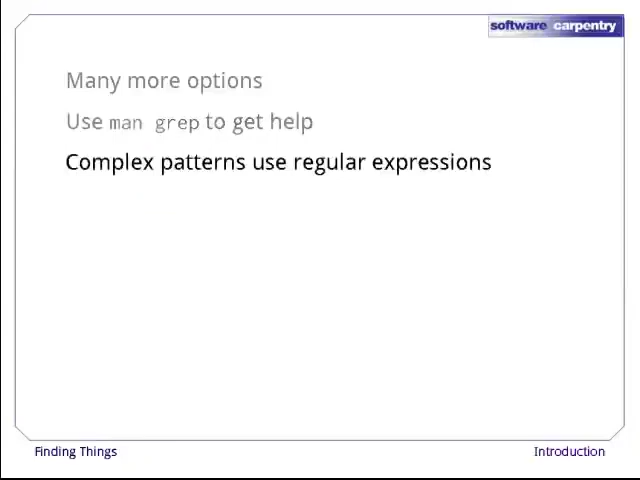 software carpentry
Many more options
Use man grep to get help
Complex patterns use regular expressions
Finding Things
Introduction